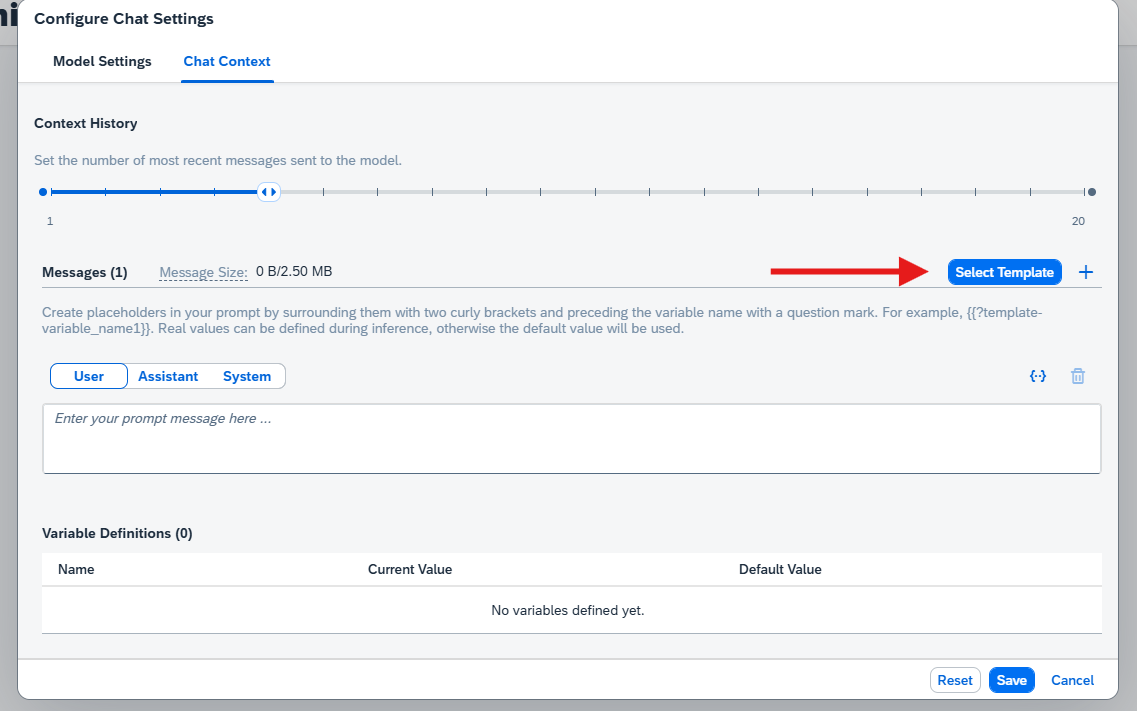 Configure Chat Settings
Model Settings Chat Context
Context History
Set the number of most recent messages sent to the model.
1 20
Messages (1) Message Size: 0 B/2.50 MB Select Template
Create placeholders in your prompt by surrounding them with two curly brackets and preceding the variable name with a question mark. For example, {{?template-
variable_name1}}. Real values can be defined during inference, otherwise the default value will be used.
User Assistant System
Enter your prompt message here ...
Variable Definitions (0)
Name Current Value Default Value
No variables defined yet.
Reset Save Cancel